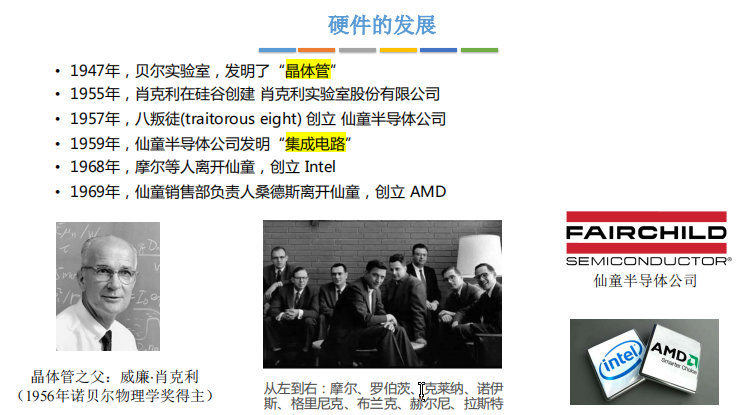 硬件的发展
• 1947年，贝尔实验室，发明了“晶体管”
• 1955年，肖克利在硅谷创建 肖克利实验室股份有限公司
• 1957年，八叛徒(traitorous eight) 创立 仙童半导体公司
• 1959年，仙童半导体公司发明“集成电路”
• 1968年，摩尔等人离开仙童，创立 Intel
• 1969年，仙童销售部负责人桑德斯离开仙童，创立 AMD
FAIRCHILD
SEMICONDUCTOR®
仙童半导体公司
intel
AMD
Smarter Choice
晶体管之父：威廉·肖克利
（1956年诺贝尔物理学奖得主）
从左到右：摩尔、罗伯茨、克莱纳、诺伊
斯、格里尼克、布兰克、赫尔尼、拉斯特